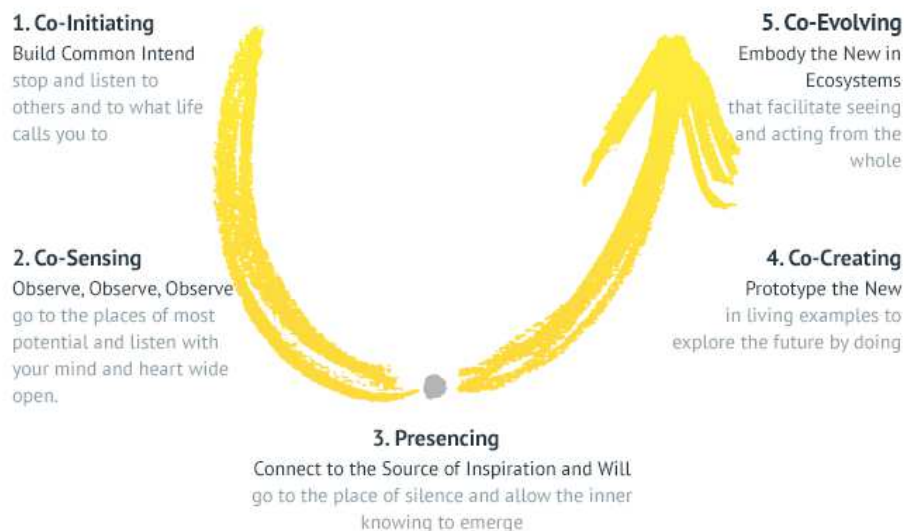 1. Co-Initiating
Build Common Intend
stop and listen to
others and to what life
calls you to
2. Co-Sensing
Observe, Observe, Observe
go to the places of most
potential and listen with
your mind and heart wide
open.
3. Presencing
Connect to the Source of Inspiration and Will
go to the place of silence and allow the inner
knowing to emerge
4. Co-Creating
Prototype the New
in living examples to
explore the future by doing
5. Co-Evolving
Embody the New in
Ecosystems
that facilitate seeing
and acting from the
whole